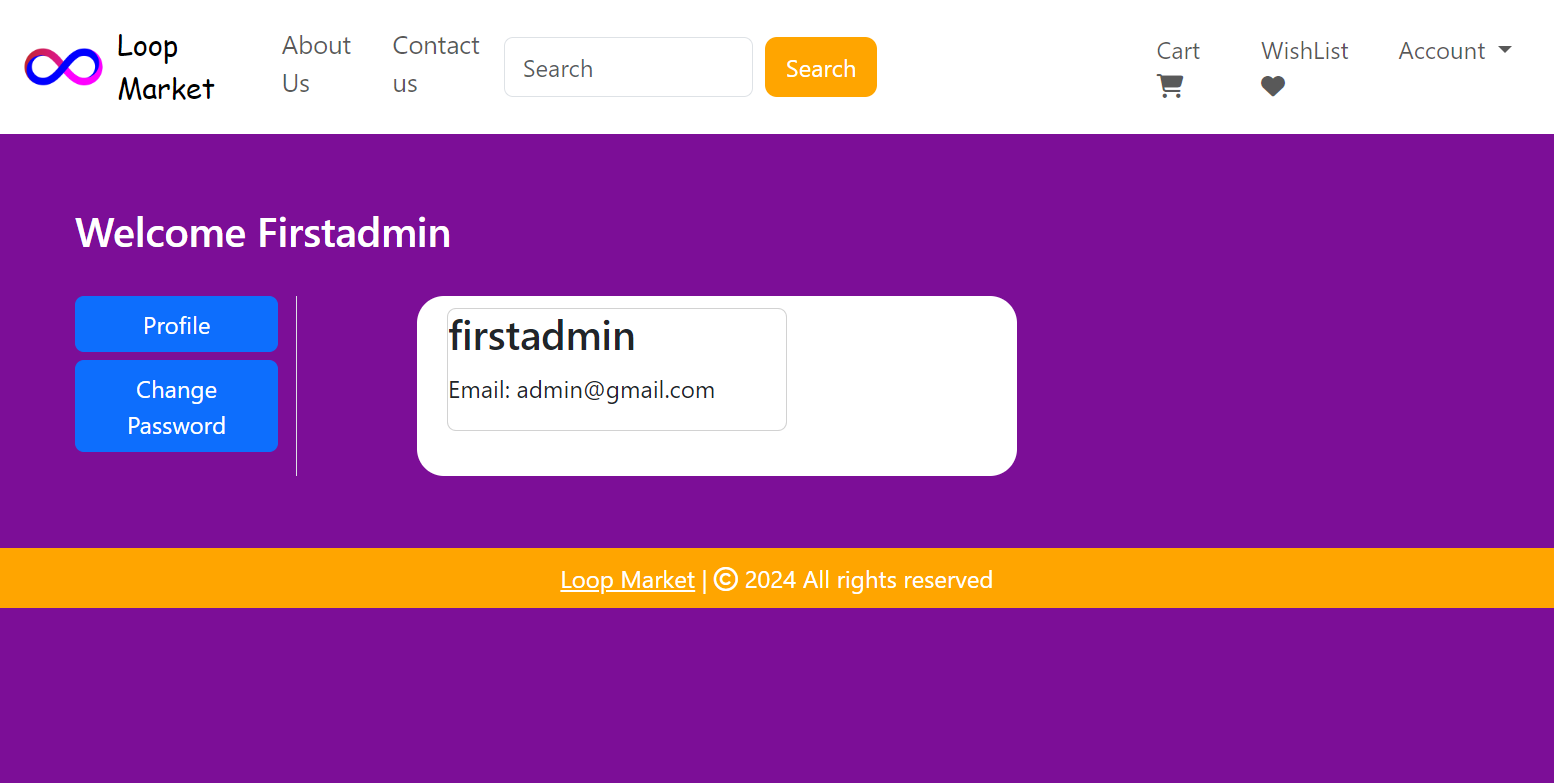 Loop
Market
About
Us
Contact
us
Search
Search
Cart
WishList
Account
Welcome Firstadmin
Profile
Change
Password
firstadmin
Email: admin@gmail.com
Loop Market | © 2024 All rights reserved